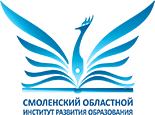 СМОЛЕНСКИЙ ОБЛАСТНОЙ
ИНСТИТУТ РАЗВИТИЯ ОБРАЗОВАНИЯ